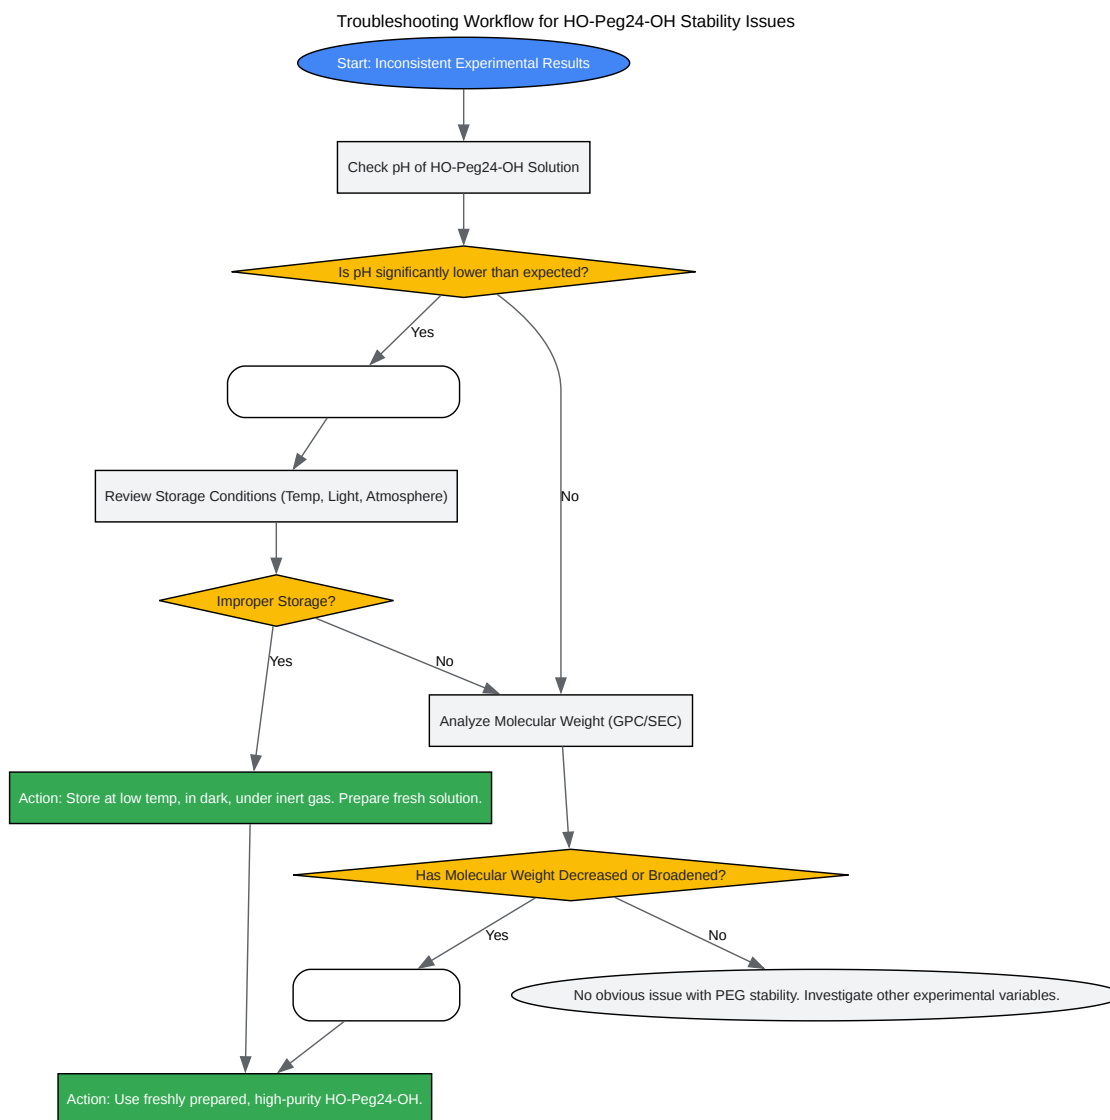 Troubleshooting Workflow for HO-Peg24-OH Stability Issues
Start: Inconsistent Experimental Results
Check pH of HO-Peg24-OH Solution
Is pH significantly lower than expected?
Yes
No
Review Storage Conditions (Temp, Light, Atmosphere)
Improper Storage?
Yes
No
Analyze Molecular Weight (GPC/SEC)
Action: Store at low temp, in dark, under inert gas. Prepare fresh solution.
Has Molecular Weight Decreased or Broadened?
Yes
No
No obvious issue with PEG stability. Investigate other experimental variables.
Action: Use freshly prepared, high-purity HO-Peg24-OH.